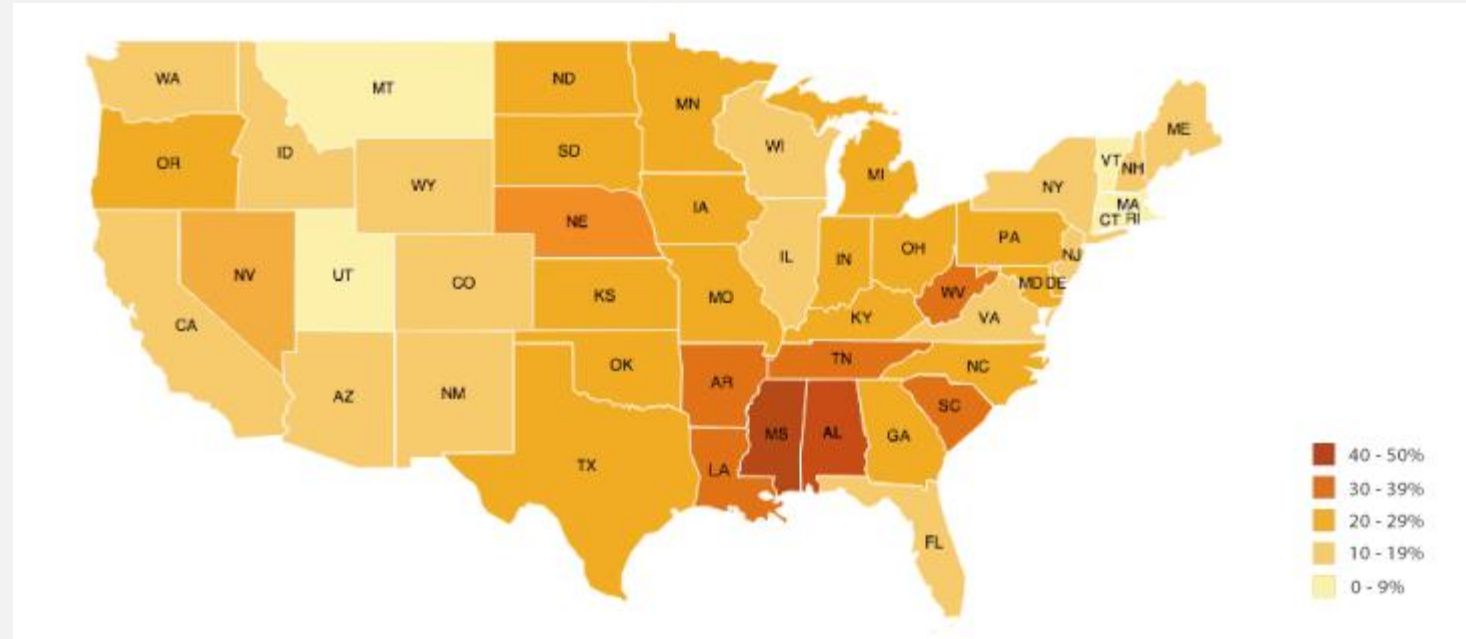 WA
MT
ND
MN
OR
ID
WY
SD
WI
MI
NY
VT
NH
ME
MA
CT RI
NE
IA
IL
IN
OH
PA
NJ
NV
UT
CO
KS
MO
WV
MD DE
VA
CA
KY
AZ
NM
OK
AR
TN
NC
TX
LA
MS
AL
GA
SC
FL
40 - 50%
30 - 39%
20 - 29%
10 - 19%
0 - 9%